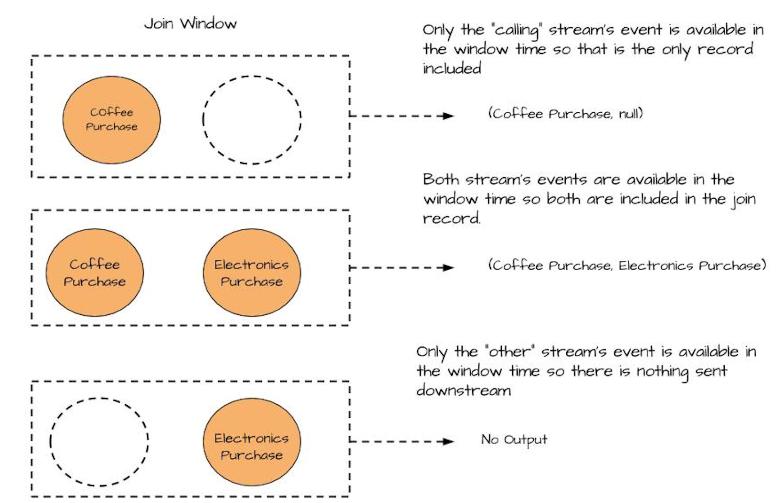 Join Window
Only the "calling" stream's event is available in
the window time so that is the only record
included
Coffee
Purchase
(Coffee Purchase, null)
Both stream's events are available in the
window time so both are included in the join
record.
Coffee
Purchase
Electronics
Purchase
(Coffee Purchase, Electronics Purchase)
Only the "other" stream's event is available in
the window time so there is nothing sent
downstream
Electronics
Purchase
No Output